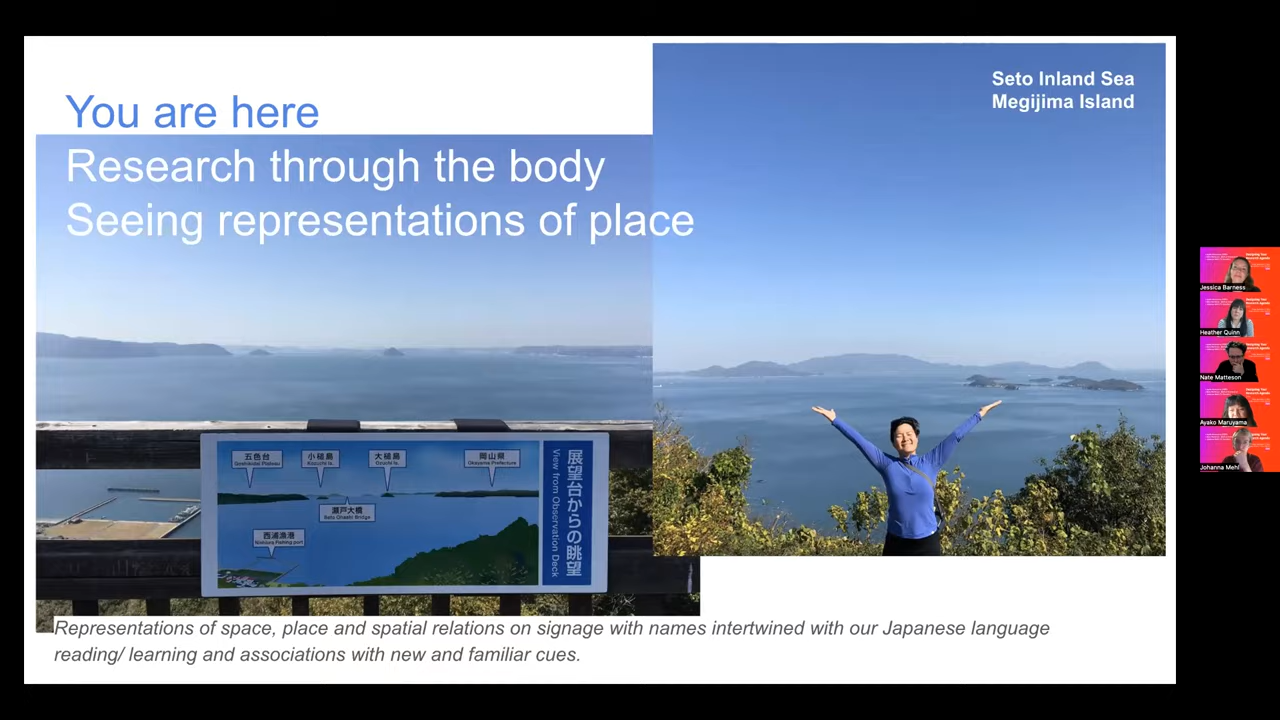 You are here
Research through the body
Seeing representations of place
Seto Inland Sea
Megijima Island
五色台
Goshikidai Plateau
小槌島
Kozuchi Is.
大槌島
Ozuchi Is.
岡山県
Okayama Prefecture
瀬戸大橋
Seto Ohashi Bridge
西浦漁港
Nishiura Fishing port
展望台からの眺望
View from Observation Deck
Representations of space, place and spatial relations on signage with names intertwined with our Japanese language
reading/ learning and associations with new and familiar cues.
Jessica Barness
Heather Quinn
Nate Matteson
Ayako Maruyama
Johanna Mehl